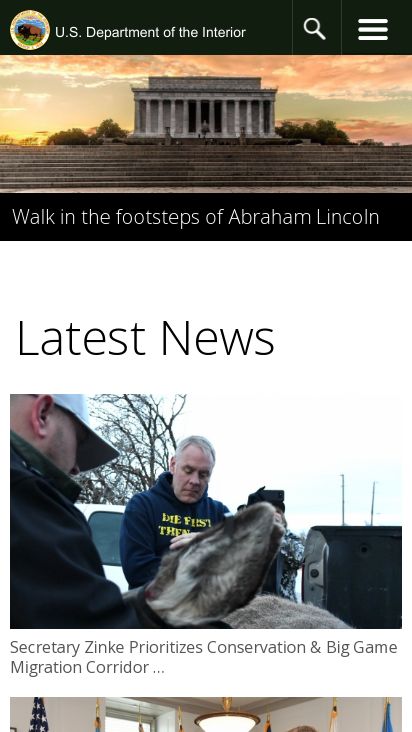 U.S. Department of the Interior
Walk in the footsteps of Abraham Lincoln
Latest News
DIE FIRST
THEN
Secretary Zinke Prioritizes Conservation & Big Game
Migration Corridor ...